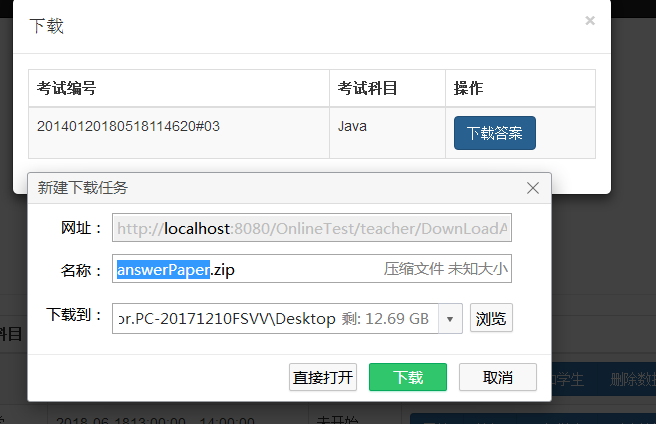 下载
×
考试编号 考试科目 操作
20140120180518114620#03 Java 下载答案
新建下载任务
网址： http://localhost:8080/OnlineTest/teacher/DownLoadA
名称： answerPaper.zip 压缩文件 未知大小
下载到： or.PC-20171210FSVV\Desktop 剩: 12.69 GB 浏览
直接打开 下载 取消
科目
学生 删除数据
2018-06-18 13:00:00 - 14:00:00 未开始